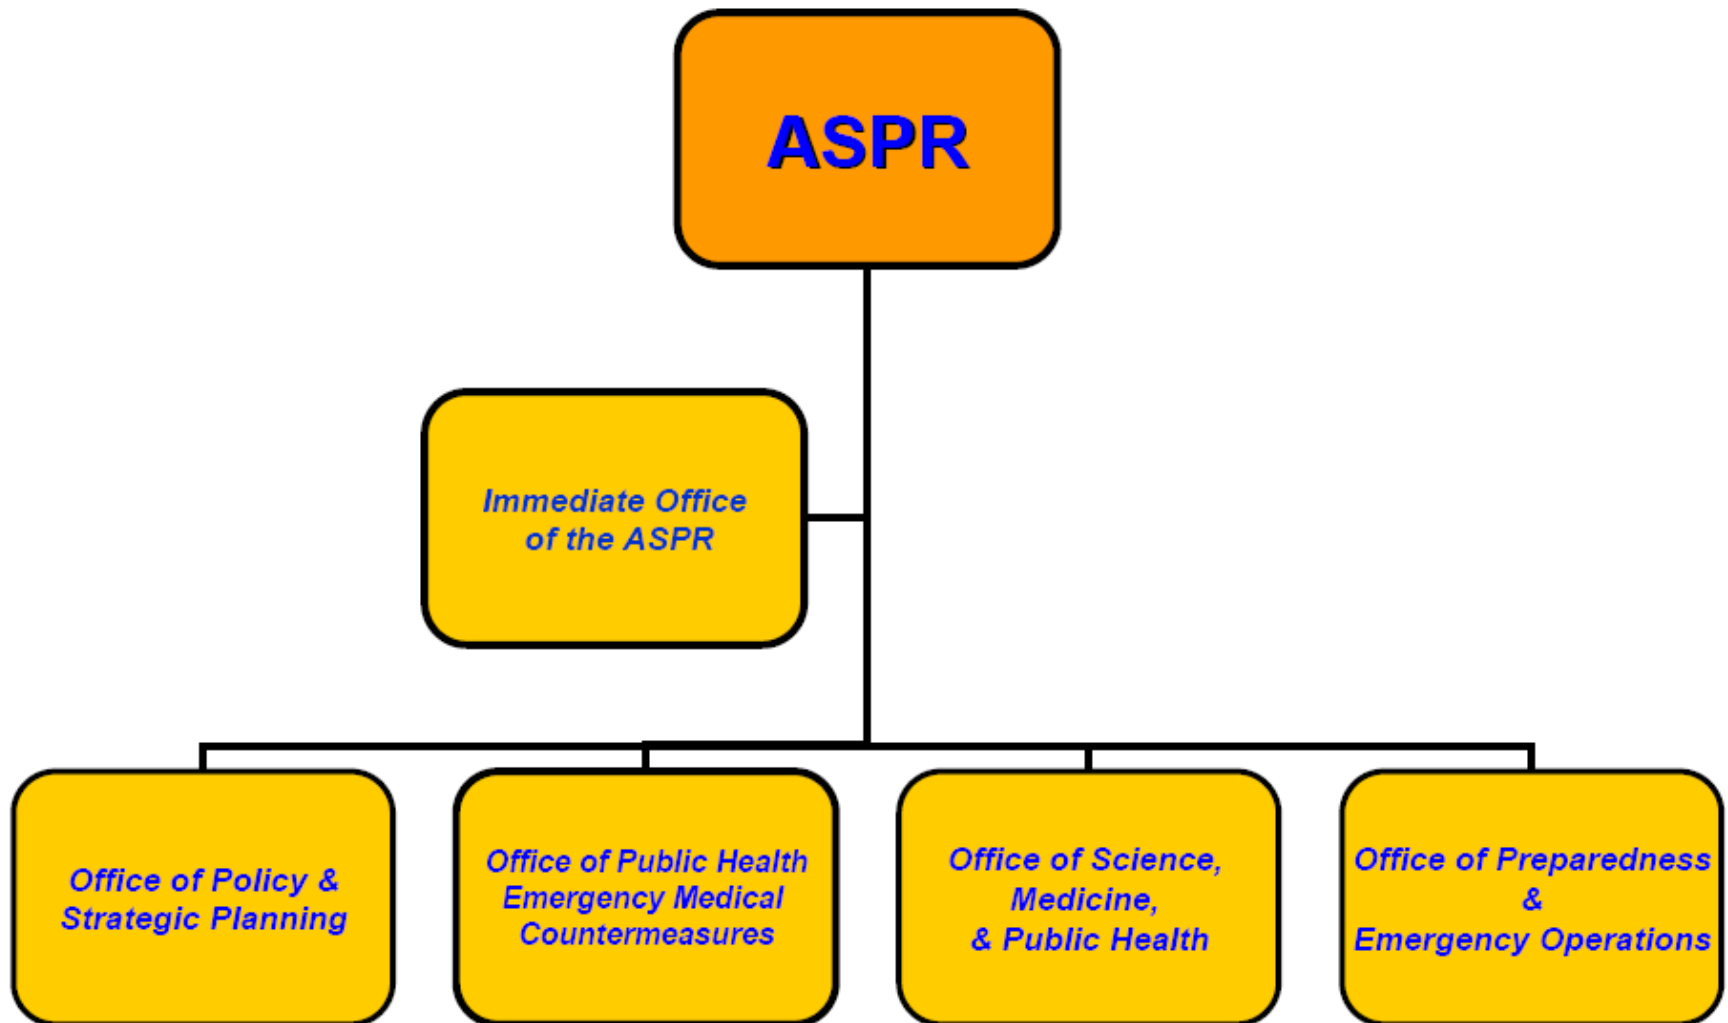 ASPR
Immediate Office
of the ASPR
Office of Policy &
Strategic Planning
Office of Public Health
Emergency Medical
Countermeasures
Office of Science,
Medicine,
& Public Health
Office of Preparedness
&
Emergency Operations